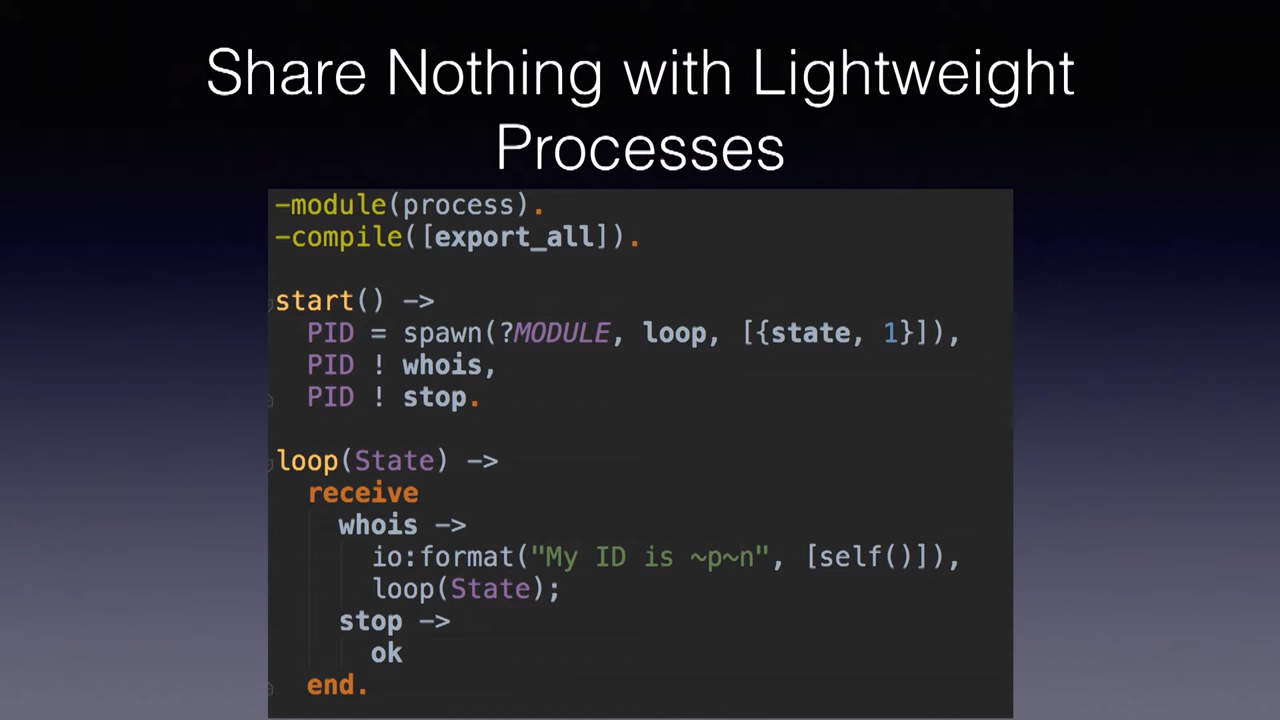 Share Nothing with Lightweight
Processes
-module(process).
-compile([export_all]).
start() ->
PID = spawn(?MODULE, loop, [{state, 1}]),
PID ! whois,
PID ! stop.
loop(State) ->
receive
whois ->
io:format("My ID is ~p~n", [self()]),
loop(State);
stop ->
ok
end.